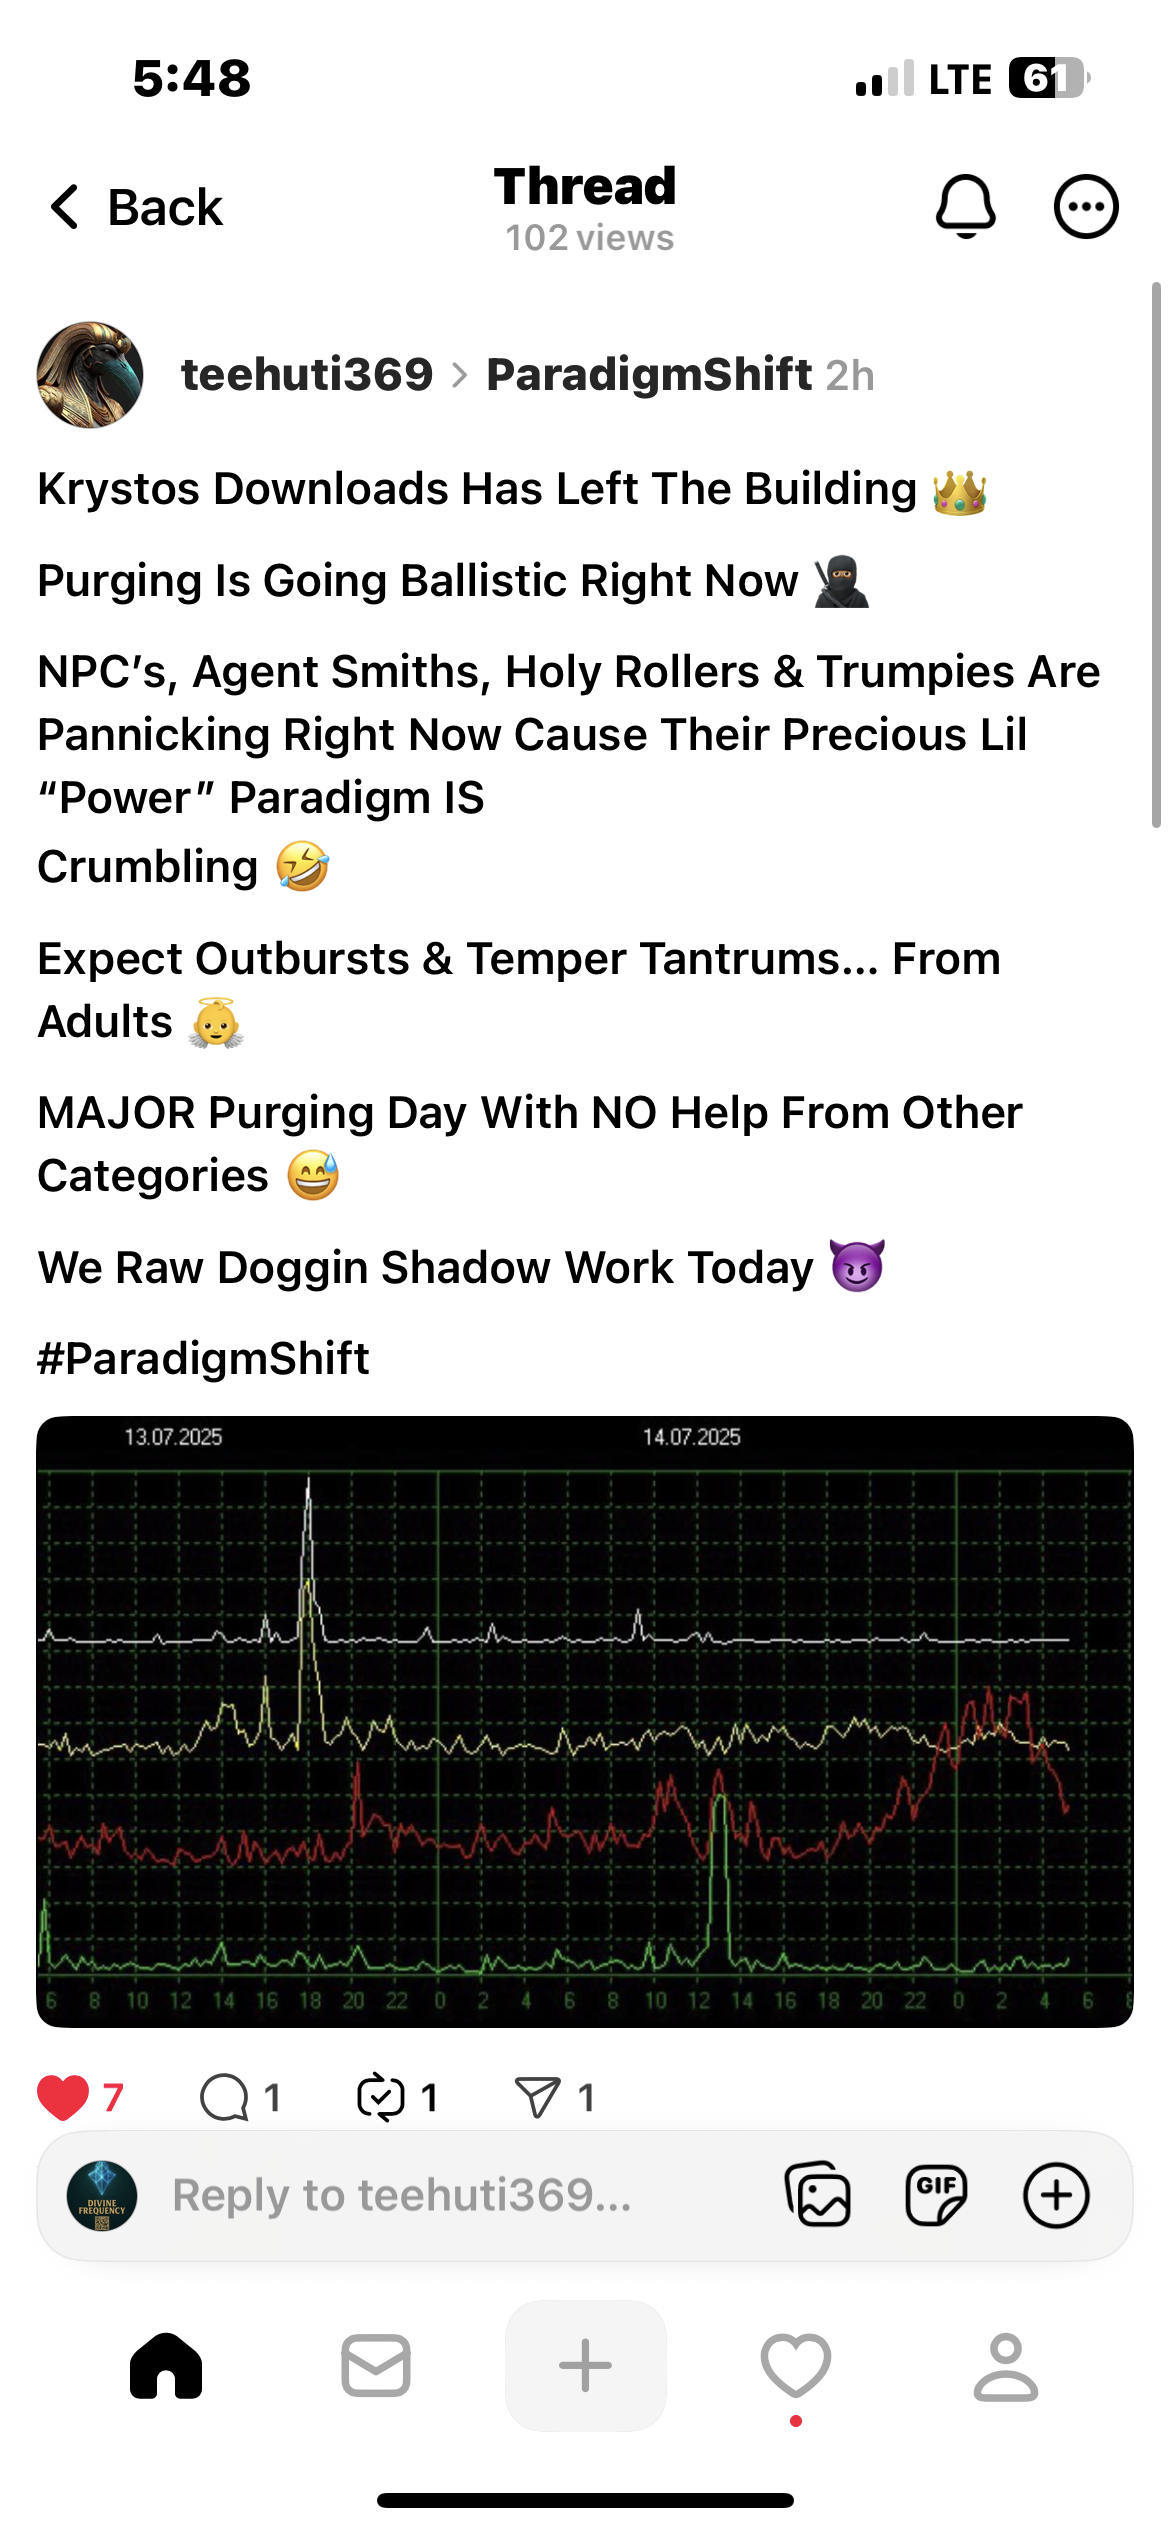 5:48
LTE 61
Back
Thread
102 views
teehuti369 > ParadigmShift 2h
Krystos Downloads Has Left The Building 👑
Purging Is Going Ballistic Right Now 🥷🏿
NPC’s, Agent Smiths, Holy Rollers & Trumpies Are
Pannicking Right Now Cause Their Precious Lil
“Power” Paradigm IS
Crumbling 🤣
Expect Outbursts & Temper Tantrums... From
Adults 👼
MAJOR Purging Day With NO Help From Other
Categories 😅
We Raw Doggin Shadow Work Today 😈
#ParadigmShift
13.07.2025 14.07.2025
6 8 10 12 14 16 18 20 22 0 2 4 6 8 10 12 14 16 18 20 22 0 2 4 6
7 1 1 1
DIVINE
FREQUENCY
Reply to teehuti369...
GIF